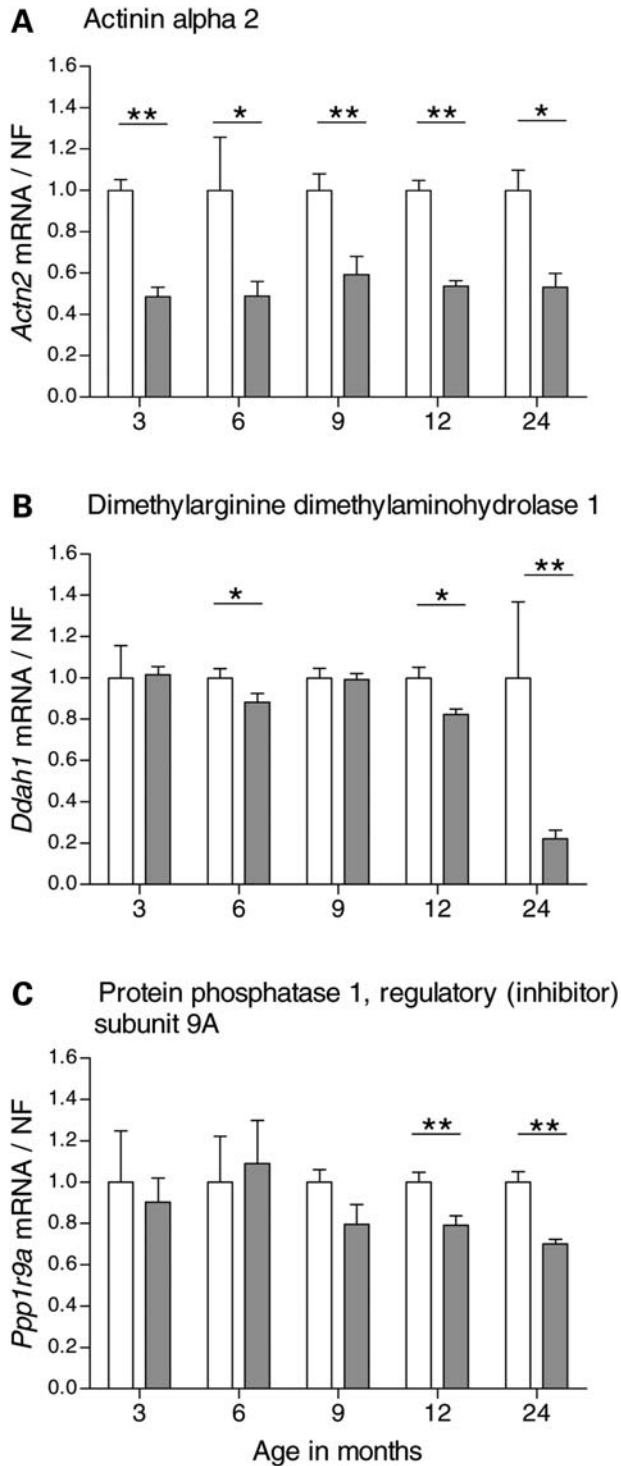 A Actinin alpha 2
1.6
1.4
1.2
1.0
0.8
0.6
0.4
0.2
0.0
Actn2 mRNA / NF
** * ** ** *
3 6 9 12 24
B Dimethylarginine dimethylaminohydrolase 1
1.6
1.4
1.2
1.0
0.8
0.6
0.4
0.2
0.0
Ddah1 mRNA / NF
* * **
3 6 9 12 24
C Protein phosphatase 1, regulatory (inhibitor)
subunit 9A
1.6
1.4
1.2
1.0
0.8
0.6
0.4
0.2
0.0
Ppp1r9a mRNA / NF
** **
3 6 9 12 24
Age in months